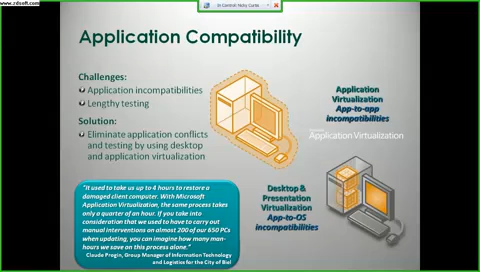 www.rdsoft.com
In Control: Nicky Curtis
Application Compatibility
Challenges:
Application incompatibilities
Lengthy testing
Solution:
Eliminate application conflicts
and testing by using desktop
and application virtualization
Application
Virtualization
App-to-app
incompatibilities
Application Virtualization
Desktop &
Presentation
Virtualization
App-to-OS
incompatibilities
"It used to take us up to 4 hours to restore a
damaged client computer. With Microsoft
Application Virtualization, the same process takes
only a quarter of an hour. If you take into
consideration that we used to have to carry out
manual interventions on almost 200 of our 650 PCs
when updating, you can imagine how many man-
hours we save on this process alone."
Claude Progin, Group Manager of Information Technology
and Logistics for the City of Biel